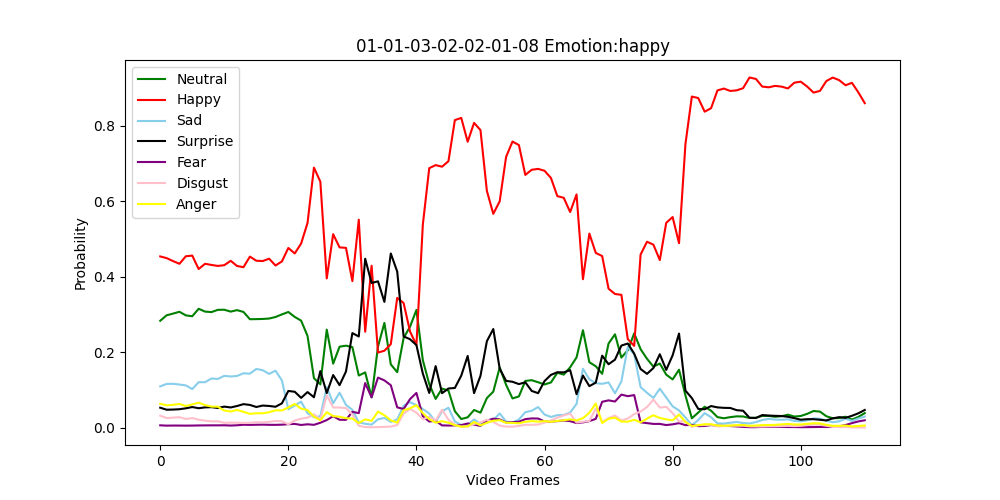 01-01-03-02-02-01-08 Emotion:happy
Neutral
Happy
Sad
Surprise
Fear
Disgust
Anger
Probability
0.8
0.6
0.4
0.2
0.0
0 20 40 60 80 100
Video Frames